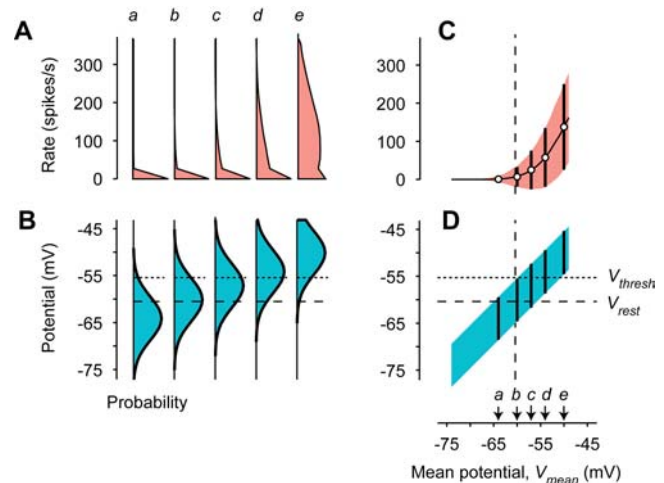 A
a b c d e
Rate (spikes/s)
300
200
100
0
C
300
200
100
0
B
Potential (mV)
-45
-55
-65
-75
Probability
D
-45
-55
-65
-75
V_thresh
V_rest
a b c d e
-75 -65 -55 -45
Mean potential, V_mean (mV)